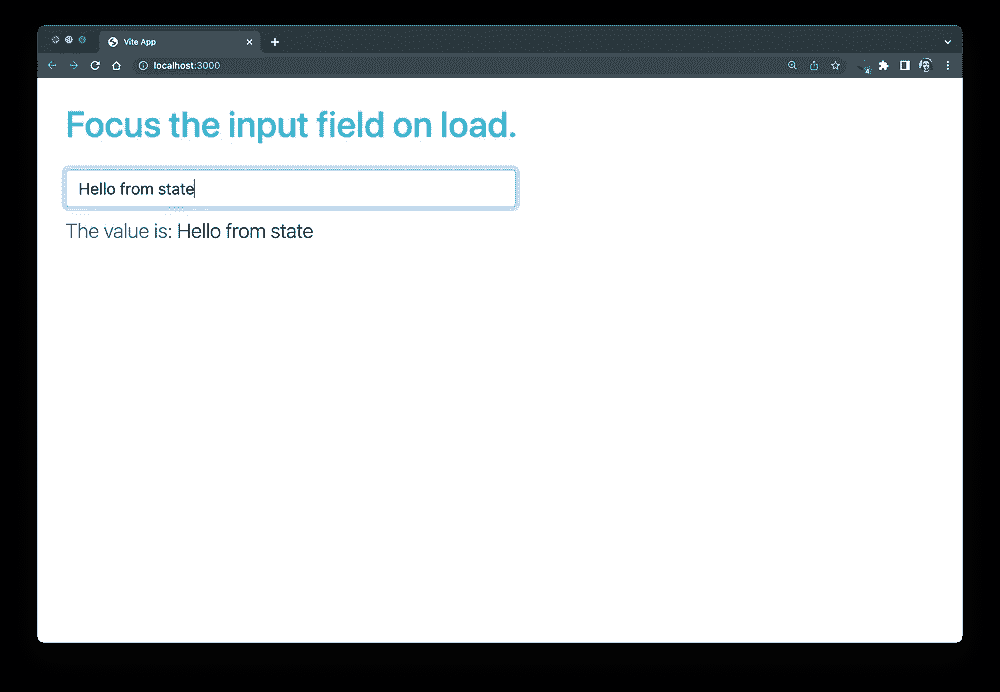 Vite App
localhost:3000
Focus the input field on load.
Hello from state
The value is: Hello from state